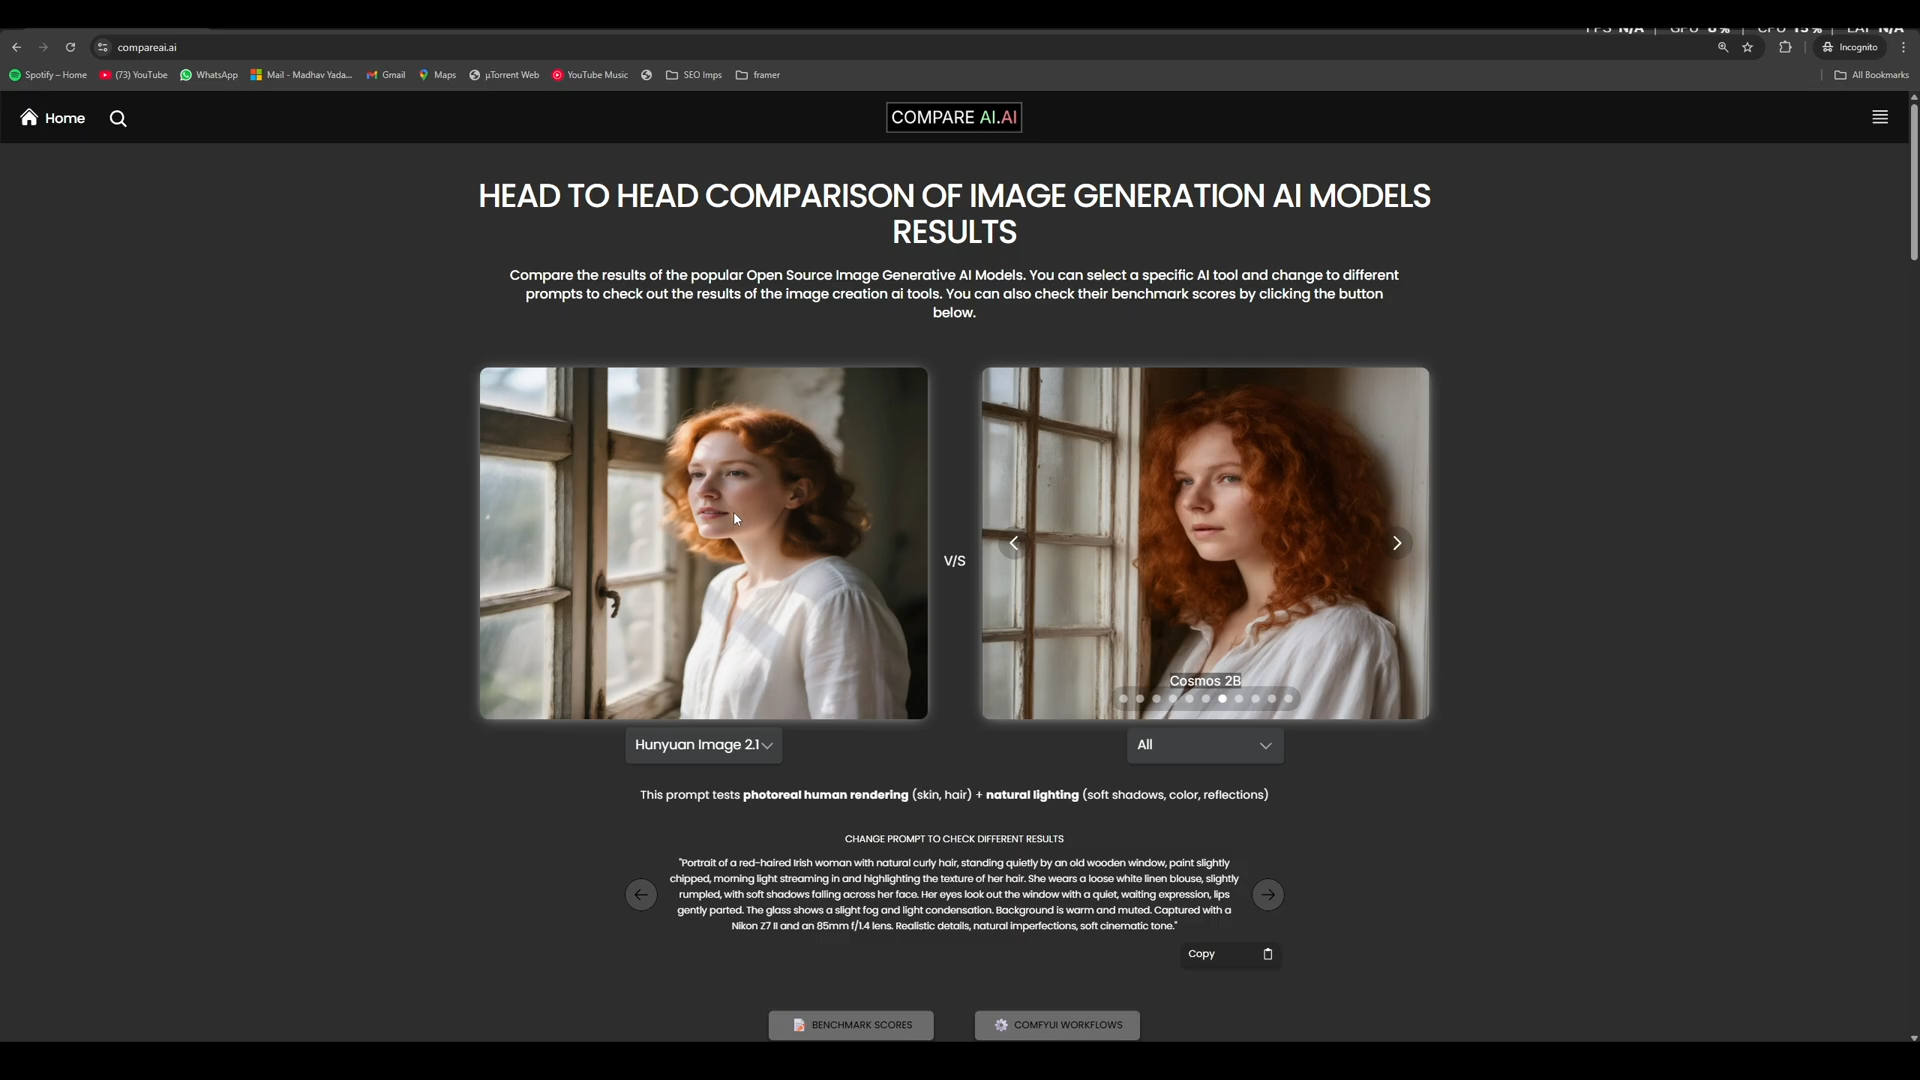 FPS N/A | GPU 8% | CPU 15% | LAT N/A
compareai.ai
Incognito
Spotify – Home
(73) YouTube
WhatsApp
Mail - Madhav Yada...
Gmail
Maps
µTorrent Web
YouTube Music
SEO Imps
framer
All Bookmarks
Home
COMPARE AI.AI
HEAD TO HEAD COMPARISON OF IMAGE GENERATION AI MODELS
RESULTS
Compare the results of the popular Open Source Image Generative AI Models. You can select a specific AI tool and change to different
prompts to check out the results of the image creation ai tools. You can also check their benchmark scores by clicking the button
below.
V/S
Cosmos 2B
Hunyuan Image 2.1
All
This prompt tests photoreal human rendering (skin, hair) + natural lighting (soft shadows, color, reflections)
CHANGE PROMPT TO CHECK DIFFERENT RESULTS
"Portrait of a red-haired Irish woman with natural curly hair, standing quietly by an old wooden window, paint slightly
chipped, morning light streaming in and highlighting the texture of her hair. She wears a loose white linen blouse, slightly
rumpled, with soft shadows falling across her face. Her eyes look out the window with a quiet, waiting expression, lips
gently parted. The glass shows a slight fog and light condensation. Background is warm and muted. Captured with a
Nikon Z7 II and an 85mm f/1.4 lens. Realistic details, natural imperfections, soft cinematic tone."
Copy
BENCHMARK SCORES
COMFYUI WORKFLOWS